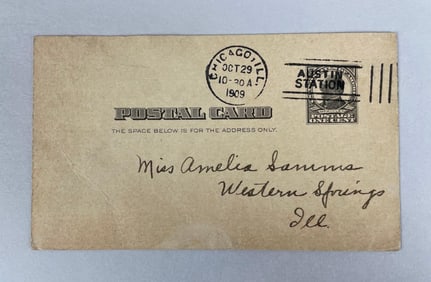 CHICAGO, ILL.
OCT 29
10-30 A
1909
AUSTIN
STATION
POSTAGE
ONE CENT
POSTAL CARD
THE SPACE BELOW IS FOR THE ADDRESS ONLY.
Miss Amelia Samms
Western Springs
Ill.